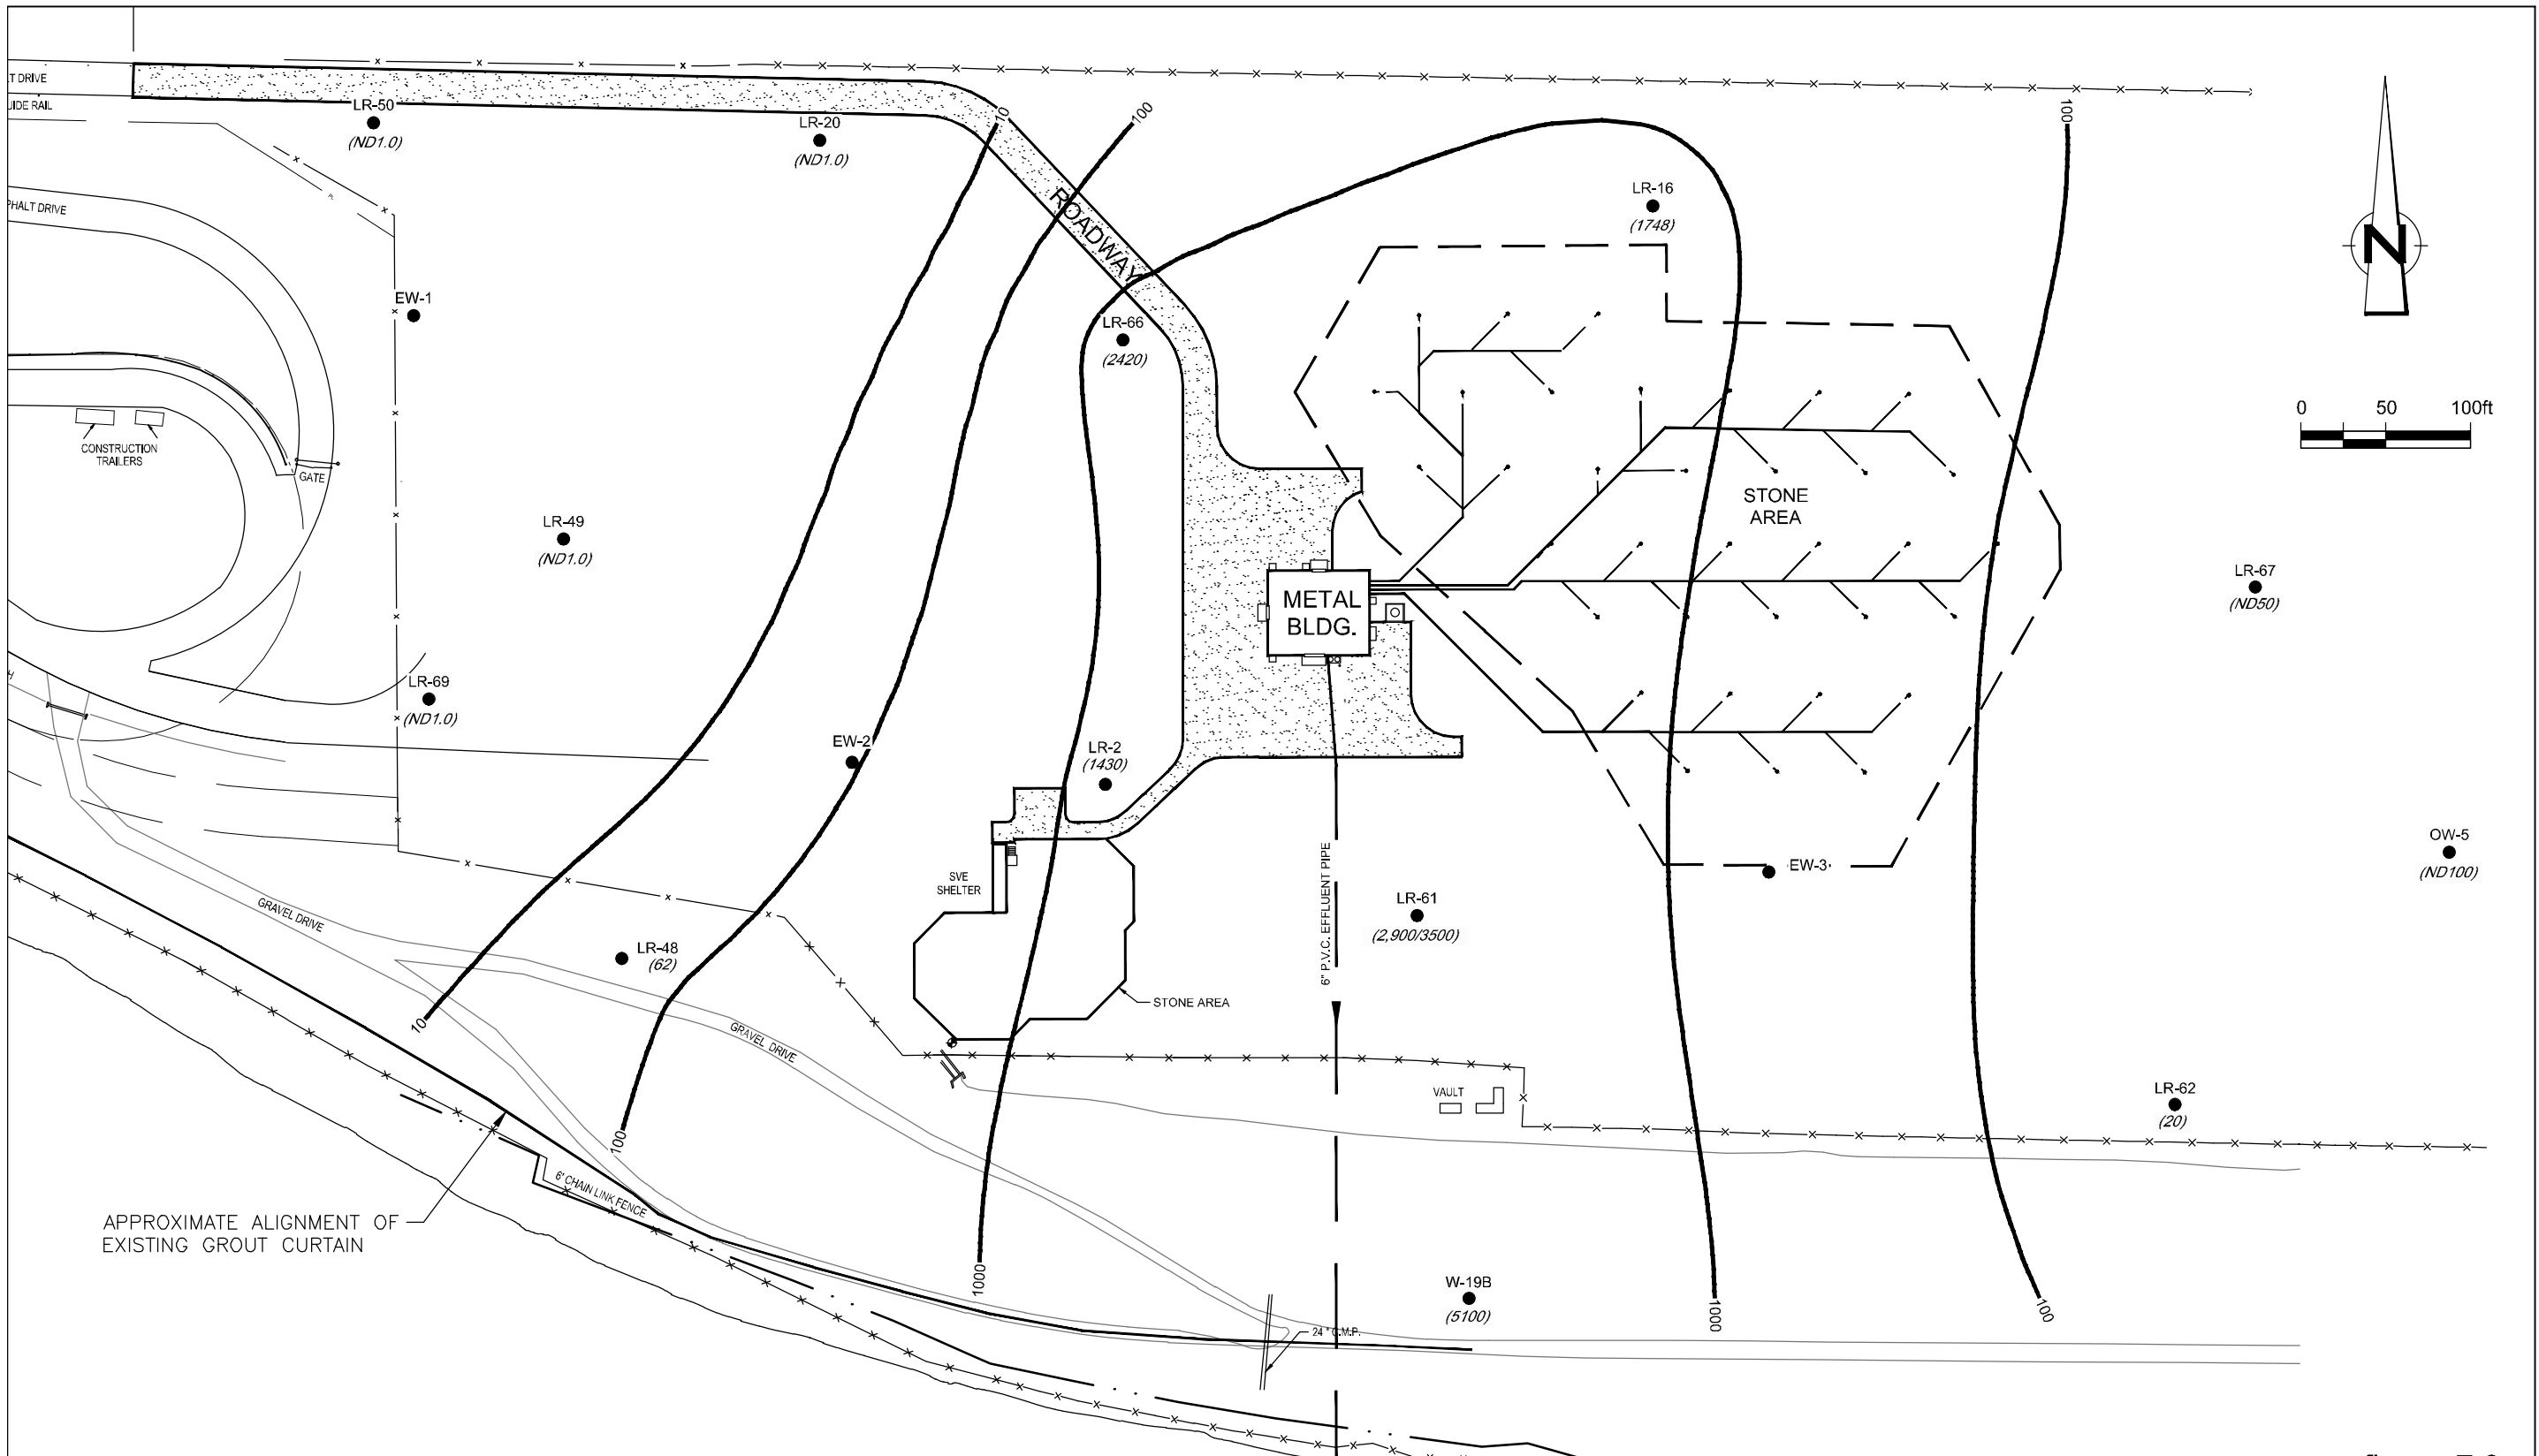 LT DRIVE
UIDE RAIL
LR-50
(ND1.0)
LR-20
(ND1.0)
10
100
100
LR-16
(1748)
ROADWAY
PHALT DRIVE
N
EW-1
LR-66
(2420)
0 50 100ft
CONSTRUCTION
TRAILERS
GATE
STONE
AREA
LR-49
(ND1.0)
METAL
BLDG.
LR-67
(ND50)
LR-69
(ND1.0)
EW-2
LR-2
(1430)
OW-5
(ND100)
EW-3
SVE
SHELTER
6" P.V.C. EFFLUENT PIPE
LR-61
(2,900/3500)
GRAVEL DRIVE
LR-48
(62)
STONE AREA
10
GRAVEL DRIVE
VAULT
LR-62
(20)
100
6' CHAIN LINK FENCE
APPROXIMATE ALIGNMENT OF
EXISTING GROUT CURTAIN
1000
W-19B
(5100)
1000
100
24 " C.M.P.